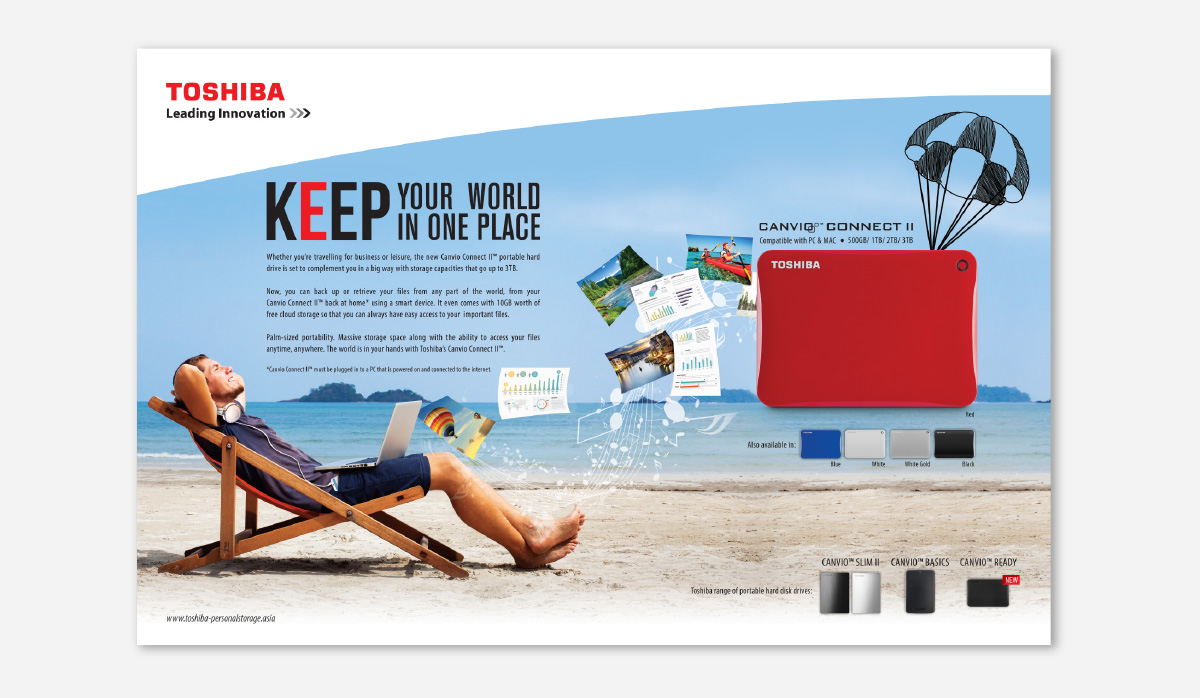 TOSHIBA
Leading Innovation >>>
KEEP YOUR WORLD
IN ONE PLACE
Whether you're travelling for business or leisure, the new Canvio Connect II™ portable hard
drive is set to complement you in a big way with storage capacities that go up to 3TB.
Now, you can back up or retrieve your files from any part of the world, from your
Canvio Connect II™ back at home* using a smart device. It even comes with 10GB worth of
free cloud storage so that you can always have easy access to your important files.
Palm-sized portability. Massive storage space along with the ability to access your files
anytime, anywhere. The world is in your hands with Toshiba's Canvio Connect II™.
*Canvio Connect II™ must be plugged in to a PC that is powered on and connected to the internet.
CANVIO™ CONNECT II
Compatible with PC & MAC ● 500GB/ 1TB/ 2TB/ 3TB
TOSHIBA
Red
Also available in:
Blue
White
White Gold
Black
CANVIO™ SLIM II
CANVIO™ BASICS
CANVIO™ READY
NEW
Toshiba range of portable hard disk drives:
www.toshiba-personalstorage.asia